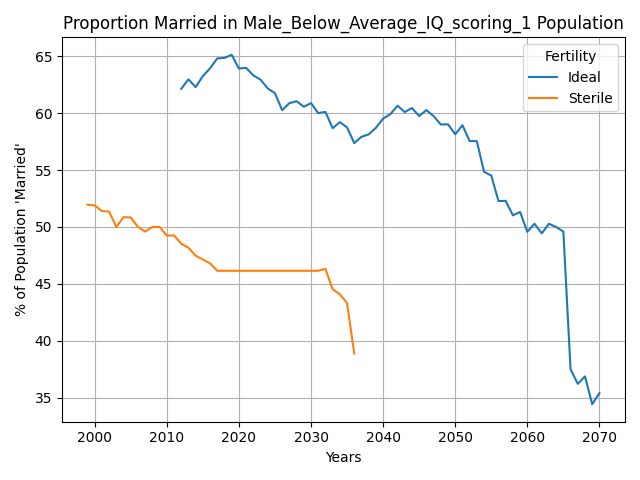 Proportion Married in Male_Below_Average_IQ_scoring_1 Population
Fertility
Ideal
Sterile
% of Population 'Married'
65
60
55
50
45
40
35
2000 2010 2020 2030 2040 2050 2060 2070
Years